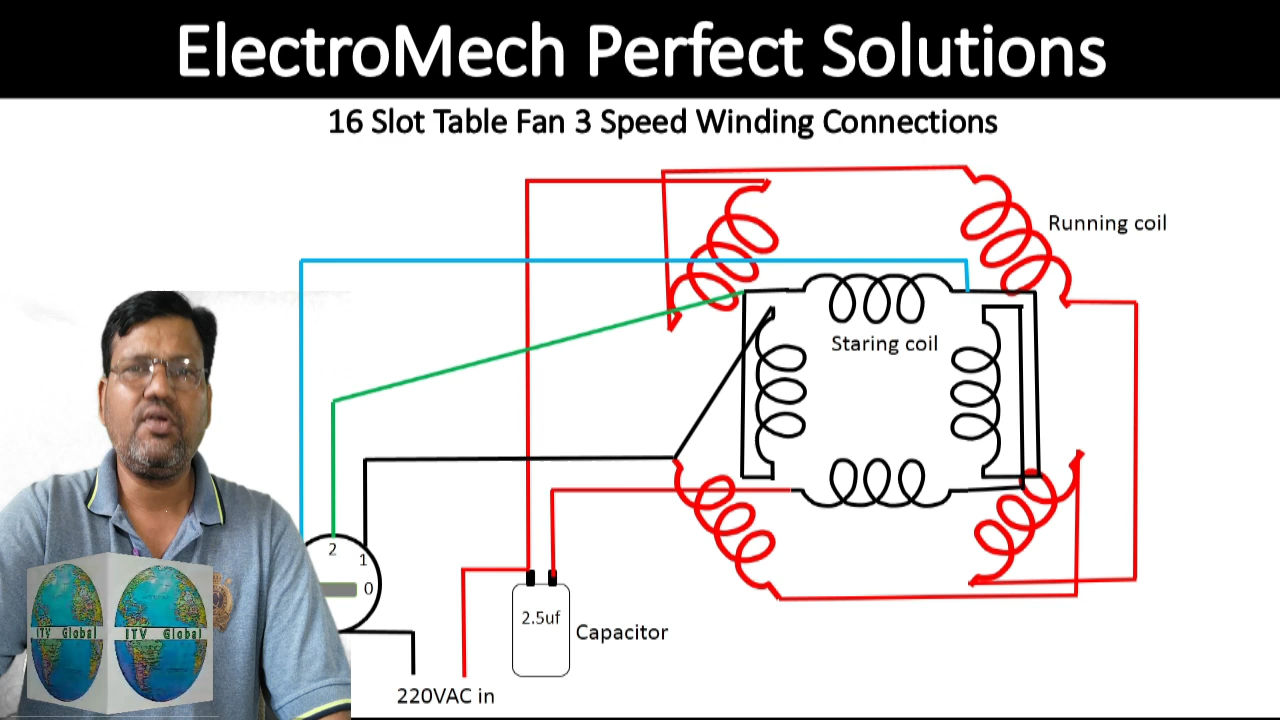 ElectroMech Perfect Solutions
16 Slot Table Fan 3 Speed Winding Connections
Running coil
Staring coil
2
1
0
2.5uf
Capacitor
ITV Global
ITV Global
220VAC in